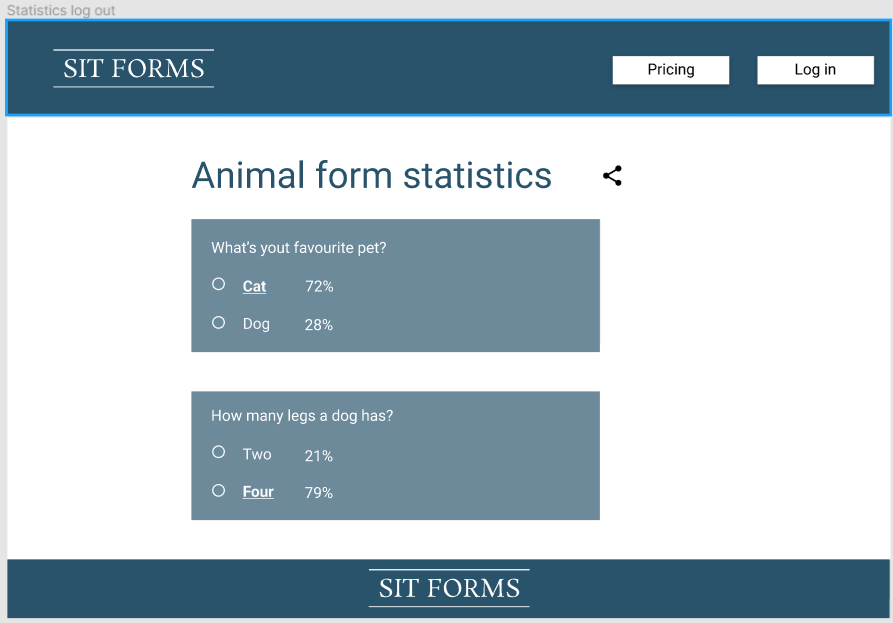 Statistics log out
SIT FORMS
Pricing
Log in
Animal form statistics
What's yout favourite pet?
Cat 72%
Dog 28%
How many legs a dog has?
Two 21%
Four 79%
SIT FORMS